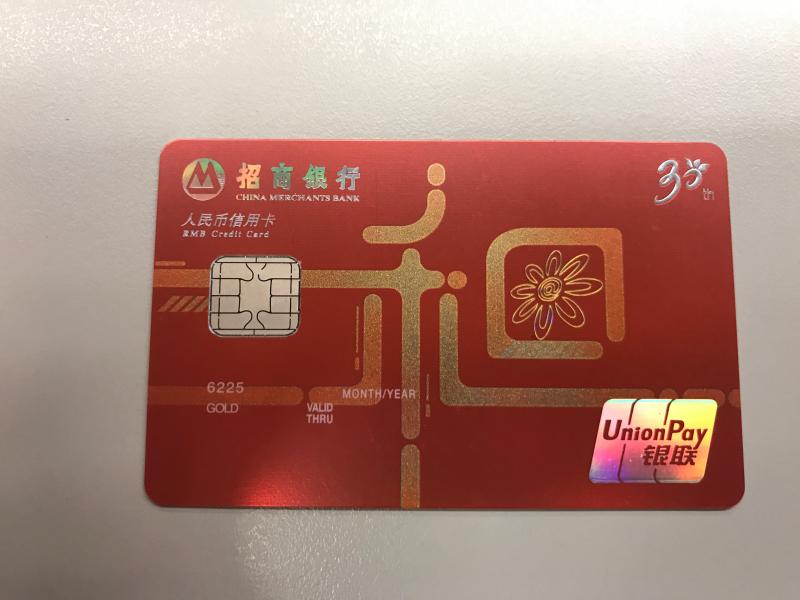 招商银行
CHINA MERCHANTS BANK
人民币信用卡
RMB Credit Card
30th
6225
GOLD
MONTH/YEAR
VALID
THRU
UnionPay
银联